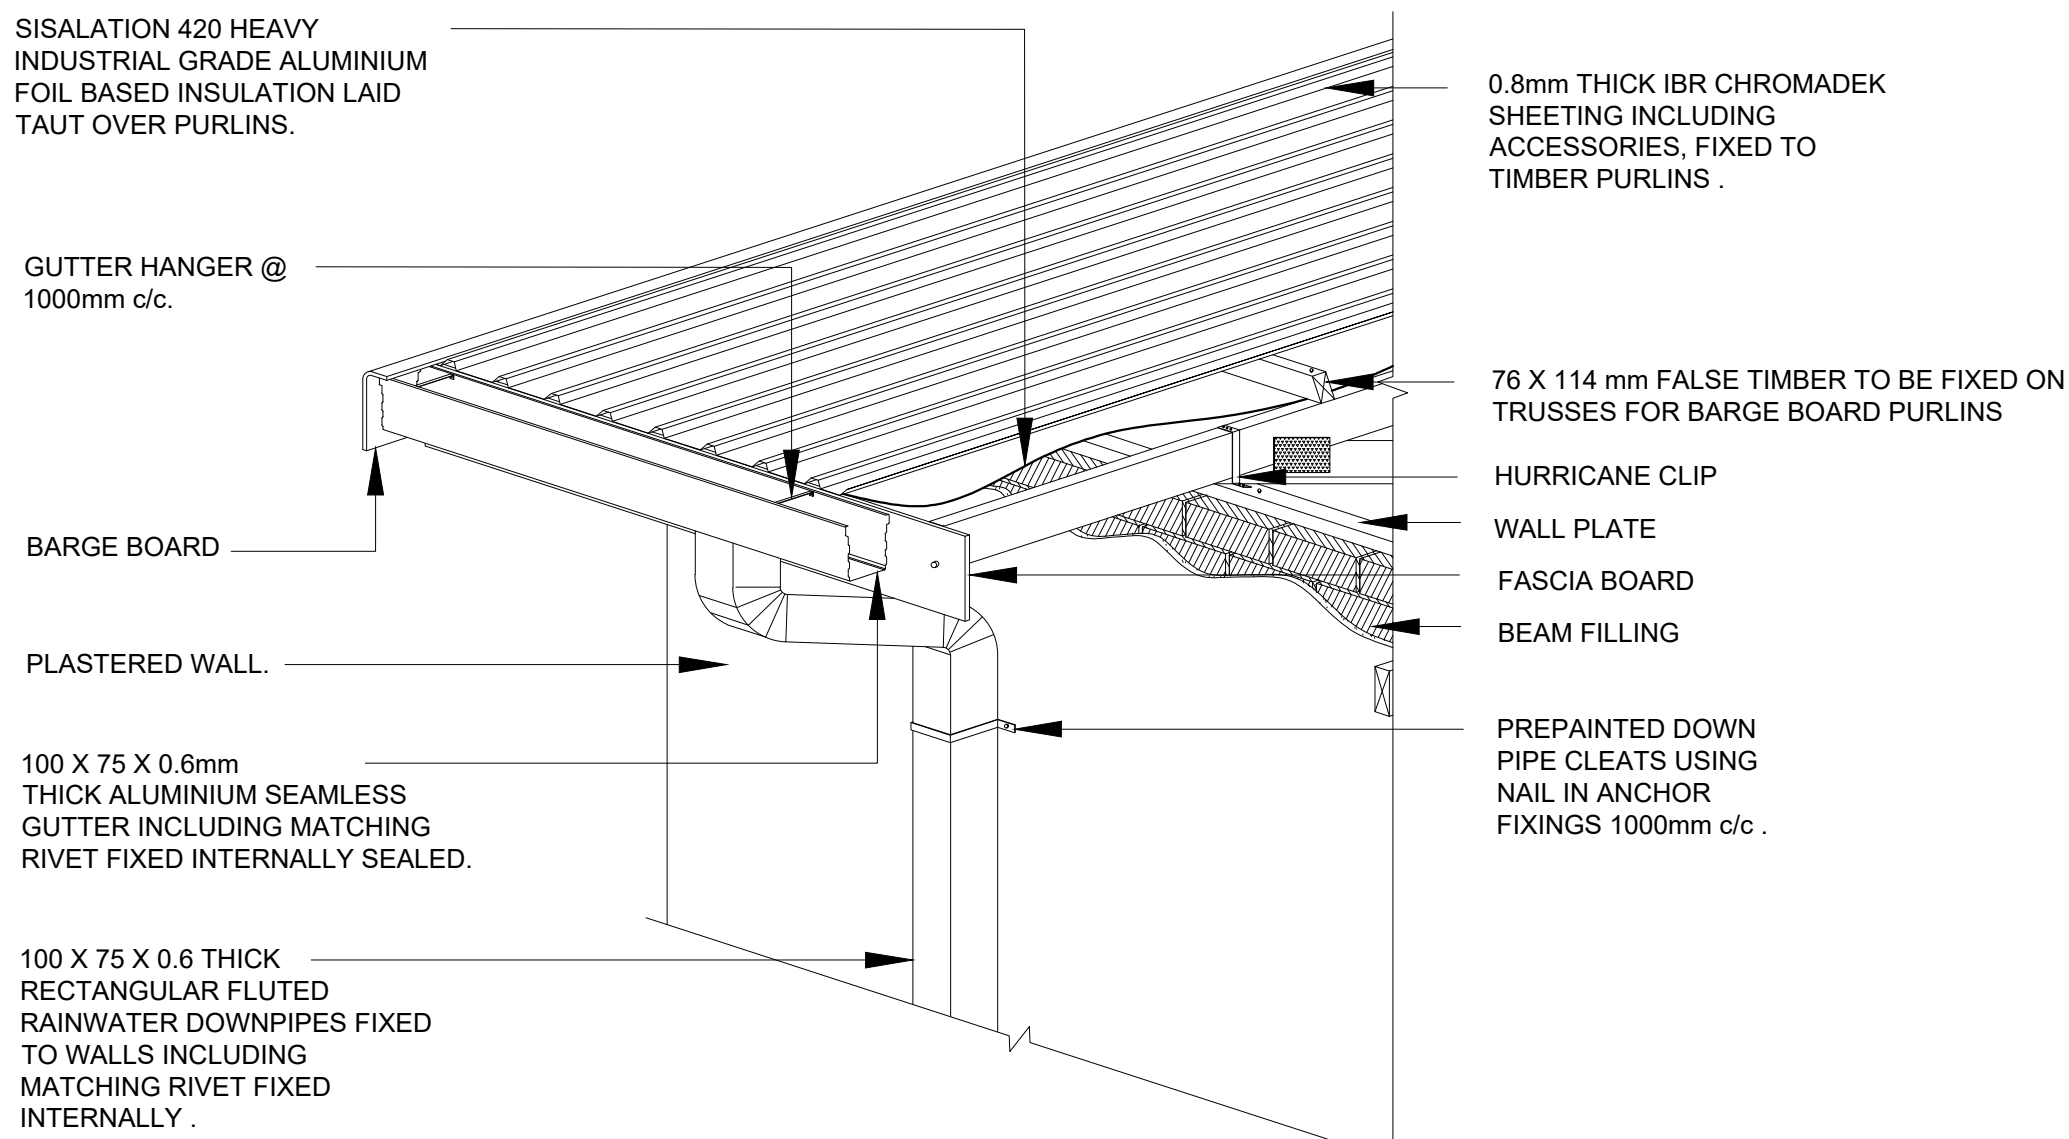 SISALATION 420 HEAVY
INDUSTRIAL GRADE ALUMINIUM
FOIL BASED INSULATION LAID
TAUT OVER PURLINS.
GUTTER HANGER @
1000mm c/c.
BARGE BOARD
PLASTERED WALL.
100 X 75 X 0.6mm
THICK ALUMINIUM SEAMLESS
GUTTER INCLUDING MATCHING
RIVET FIXED INTERNALLY SEALED.
100 X 75 X 0.6 THICK
RECTANGULAR FLUTED
RAINWATER DOWNPIPES FIXED
TO WALLS INCLUDING
MATCHING RIVET FIXED
INTERNALLY .
0.8mm THICK IBR CHROMADEK
SHEETING INCLUDING
ACCESSORIES, FIXED TO
TIMBER PURLINS .
76 X 114 mm FALSE TIMBER TO BE FIXED ON
TRUSSES FOR BARGE BOARD PURLINS
HURRICANE CLIP
WALL PLATE
FASCIA BOARD
BEAM FILLING
PREPAINTED DOWN
PIPE CLEATS USING
NAIL IN ANCHOR
FIXINGS 1000mm c/c .